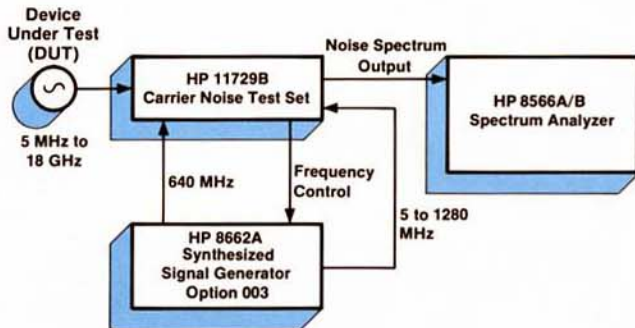 Device
Under Test
(DUT)
5 MHz to
18 GHz
HP 11729B
Carrier Noise Test Set
Noise Spectrum
Output
HP 8566A/B
Spectrum Analyzer
640 MHz
Frequency
Control
5 to 1280
MHz
HP 8662A
Synthesized
Signal Generator
Option 003